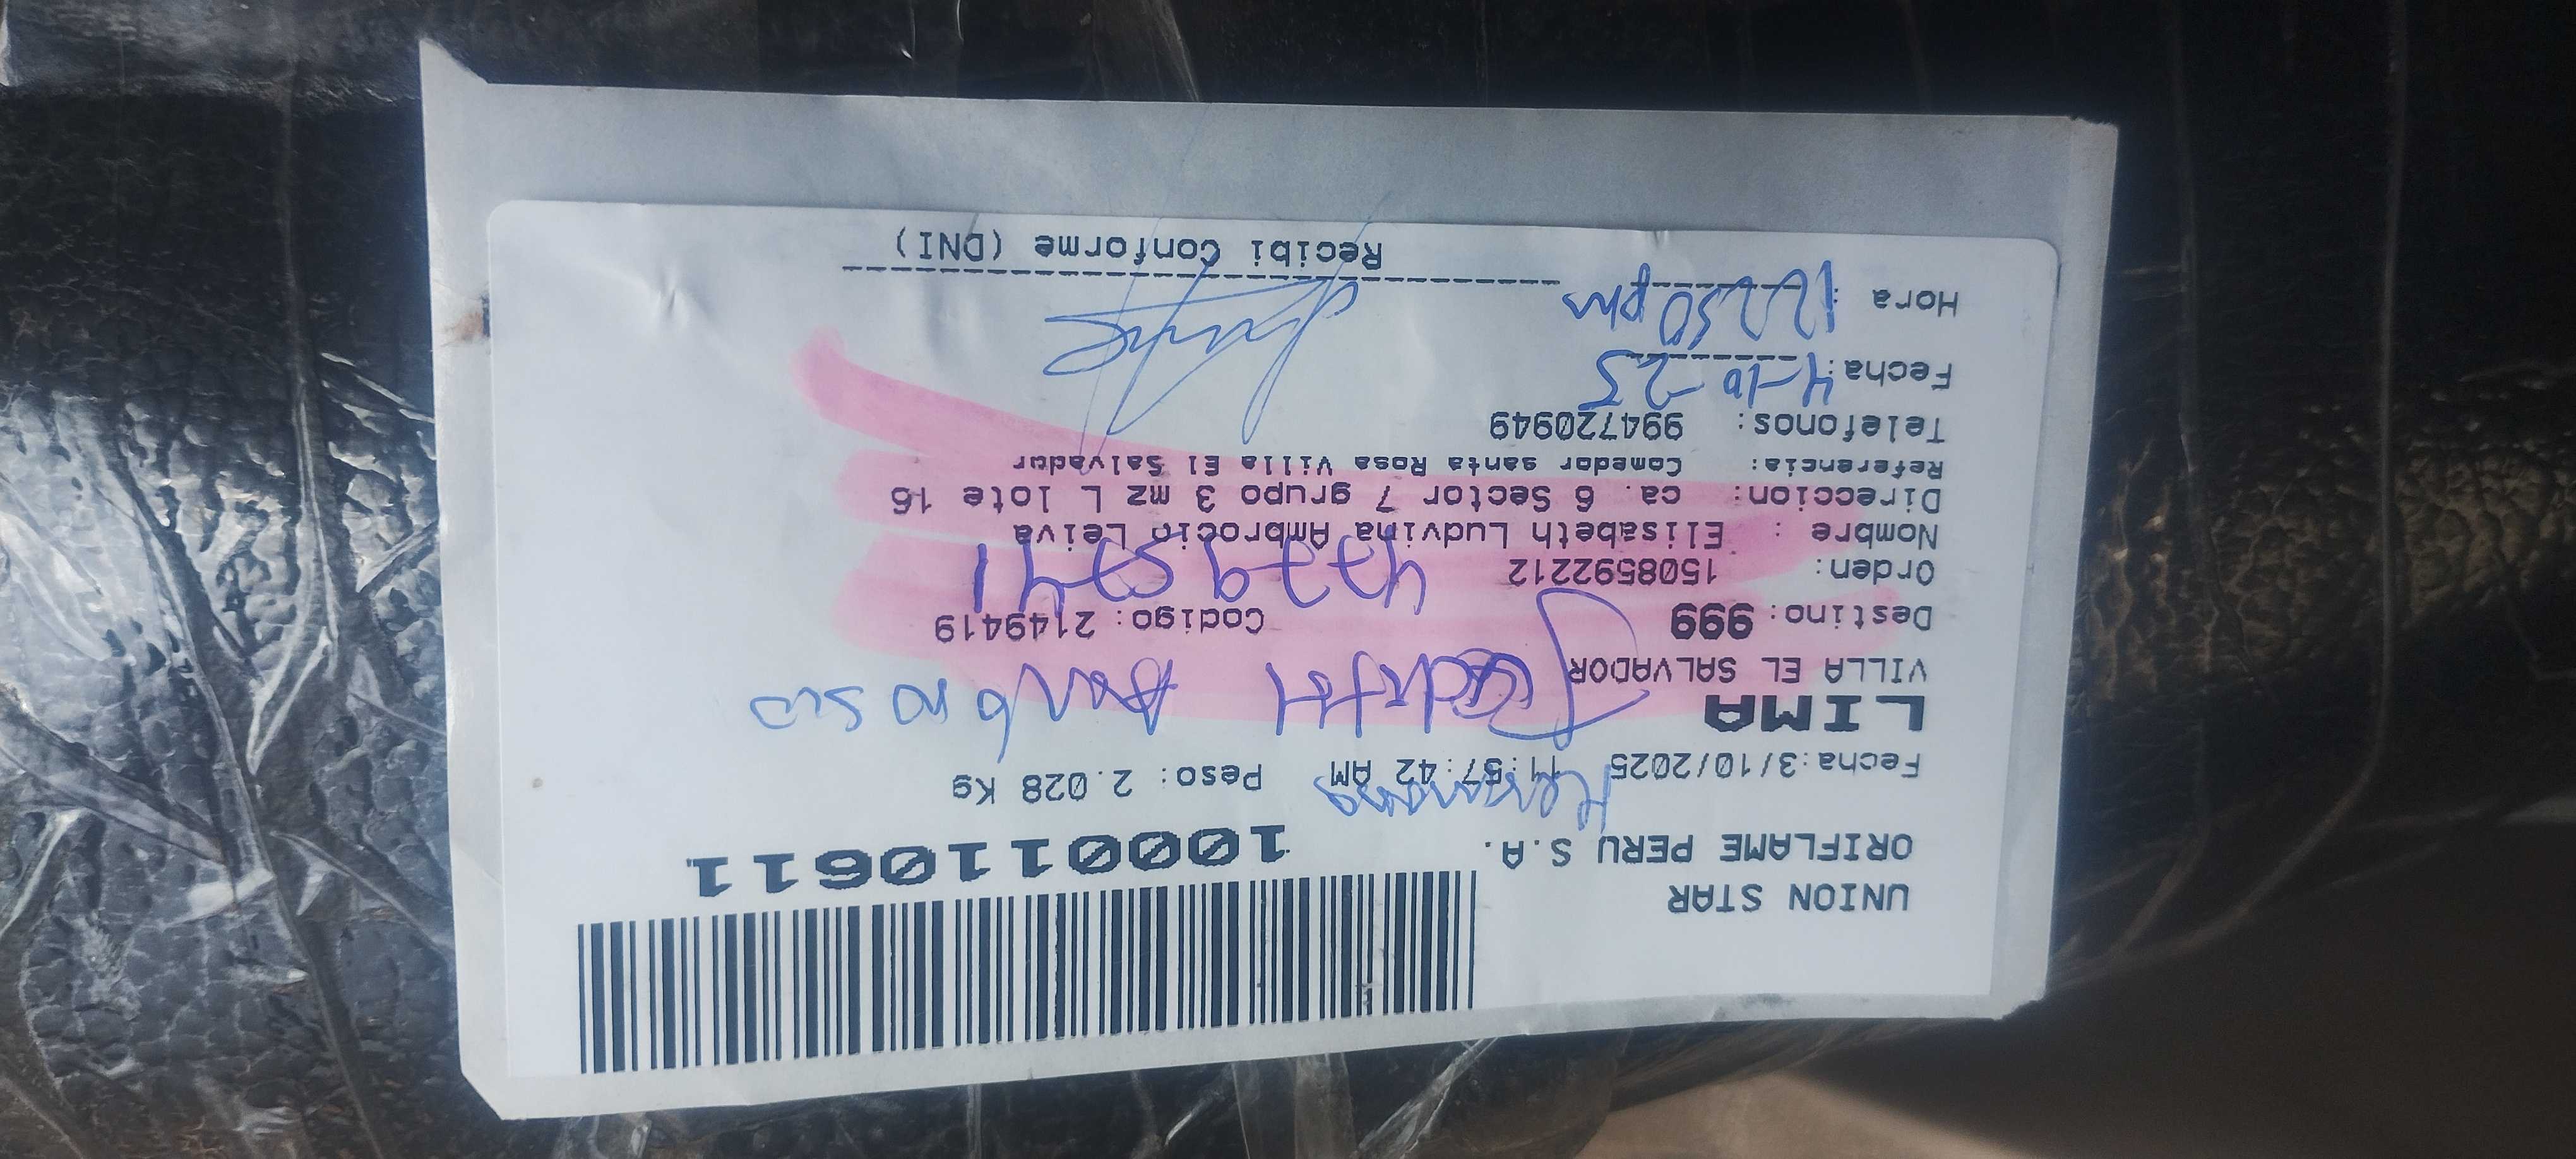 UNION STAR
ORIFLAME PERU S.A.
1000110611
Hermana
Fecha:3/10/2025 11:57:42 AM Peso: 2.028 Kg
LIMA
VILLA EL SALVADOR
Destino: 999 Codigo: 2149419
Orden: 1508592212
Nombre : Elisabeth Ludvina Ambrocio Leiva
Direccion: ca. 6 Sector 7 grupo 3 mz L lote 16
Referencia: Comedor santa Rosa Villa El Salvador
Telefonos: 994720949
Fecha: 4-10-25
Hora : 12:50 pm
Recibi Conforme (DNI)